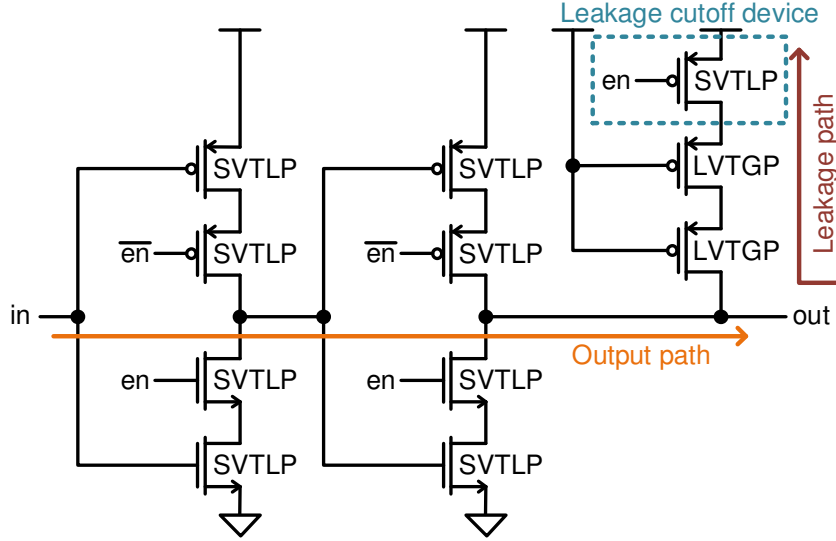 Leakage cutoff device
en
SVTLP
SVTLP
SVTLP
LVTGP
en
SVTLP
en
SVTLP
LVTGP
Leakage path
in
out
Output path
en
SVTLP
en
SVTLP
SVTLP
SVTLP